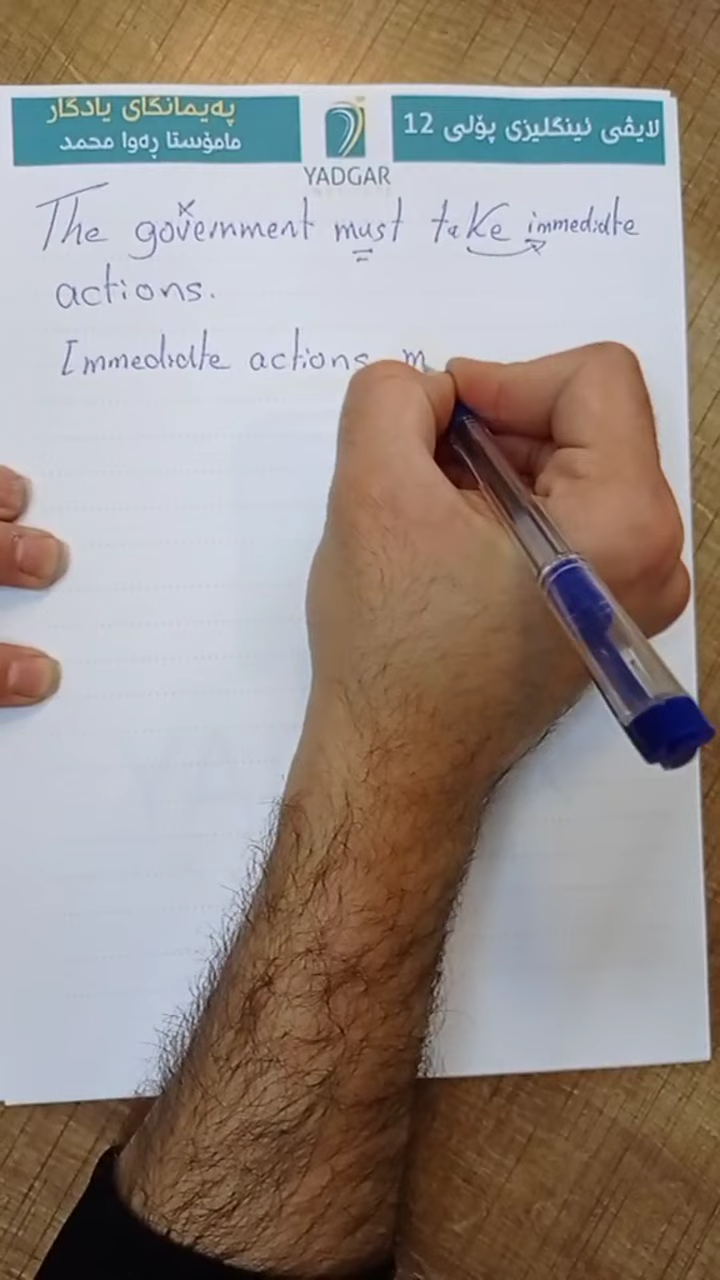 پەیمانگای یادگار
مامۆستا ڕەوا محمد
YADGAR
لایڤی ئینگلیزی پۆلی 12
The government must take immediate
actions.
Immediate actions m